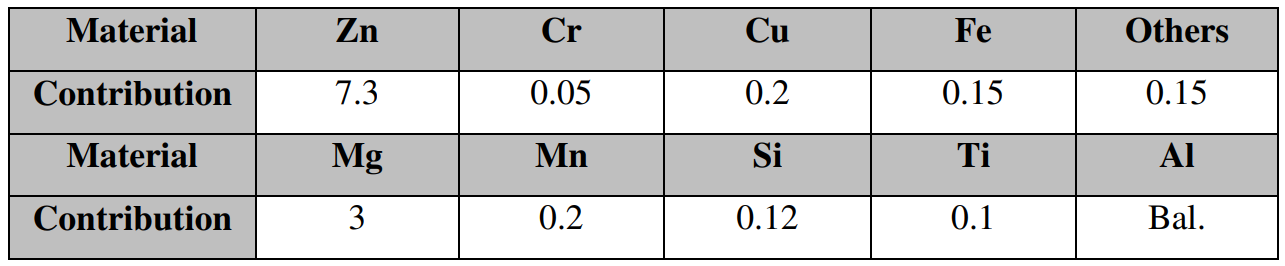 Material Zn Cr Cu Fe Others
Contribution 7.3 0.05 0.2 0.15 0.15
Material Mg Mn Si Ti Al
Contribution 3 0.2 0.12 0.1 Bal.